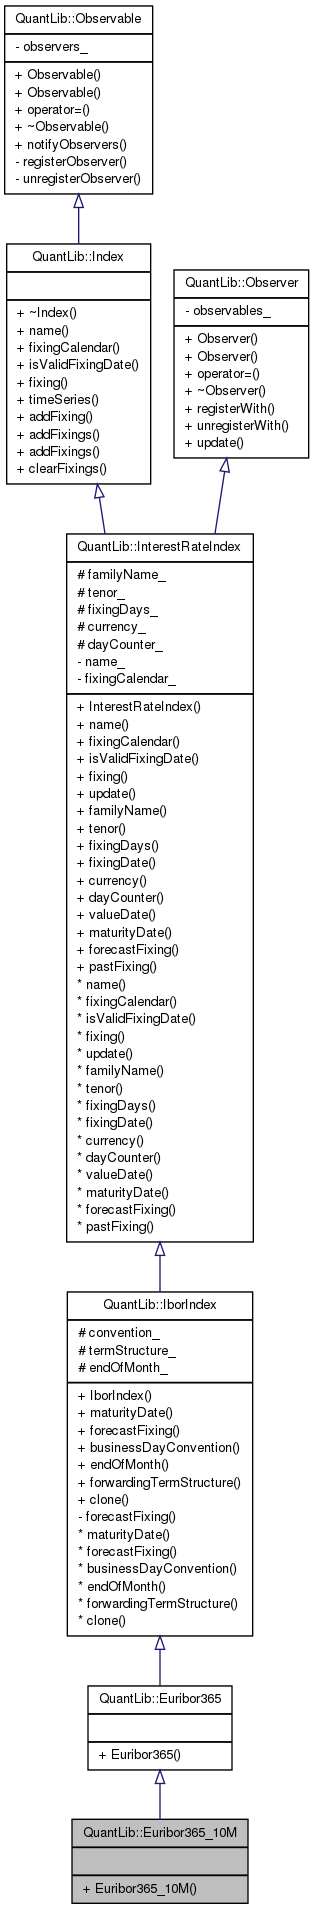 QuantLib::Observable
- observers_
+ Observable()
+ Observable()
+ operator=()
+ ~Observable()
+ notifyObservers()
- registerObserver()
- unregisterObserver()
QuantLib::Index
+ ~Index()
+ name()
+ fixingCalendar()
+ isValidFixingDate()
+ fixing()
+ timeSeries()
+ addFixing()
+ addFixings()
+ addFixings()
+ clearFixings()
QuantLib::Observer
- observables_
+ Observer()
+ Observer()
+ operator=()
+ ~Observer()
+ registerWith()
+ unregisterWith()
+ update()
QuantLib::InterestRateIndex
# familyName_
# tenor_
# fixingDays_
# currency_
# dayCounter_
- name_
- fixingCalendar_
+ InterestRateIndex()
+ name()
+ fixingCalendar()
+ isValidFixingDate()
+ fixing()
+ update()
+ familyName()
+ tenor()
+ fixingDays()
+ fixingDate()
+ currency()
+ dayCounter()
+ valueDate()
+ maturityDate()
+ forecastFixing()
+ pastFixing()
* name()
* fixingCalendar()
* isValidFixingDate()
* fixing()
* update()
* familyName()
* tenor()
* fixingDays()
* fixingDate()
* currency()
* dayCounter()
* valueDate()
* maturityDate()
* forecastFixing()
* pastFixing()
QuantLib::IborIndex
# convention_
# termStructure_
# endOfMonth_
+ IborIndex()
+ maturityDate()
+ forecastFixing()
+ businessDayConvention()
+ endOfMonth()
+ forwardingTermStructure()
+ clone()
- forecastFixing()
* maturityDate()
* forecastFixing()
* businessDayConvention()
* endOfMonth()
* forwardingTermStructure()
* clone()
QuantLib::Euribor365
+ Euribor365()
QuantLib::Euribor365_10M
+ Euribor365_10M()